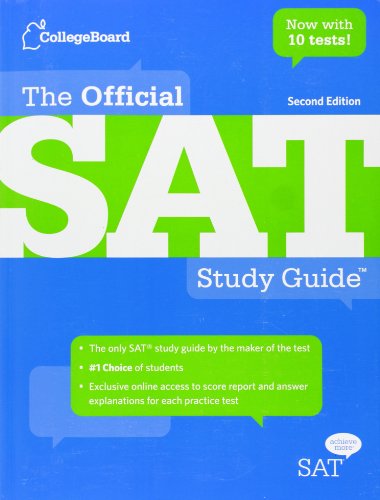 CollegeBoard
Now with
10 tests!
The Official
Second Edition
SAT
Study Guide™
• The only SAT® study guide by the maker of the test
• #1 Choice of students
• Exclusive online access to score report and answer
explanations for each practice test
achieve
more™
SAT®